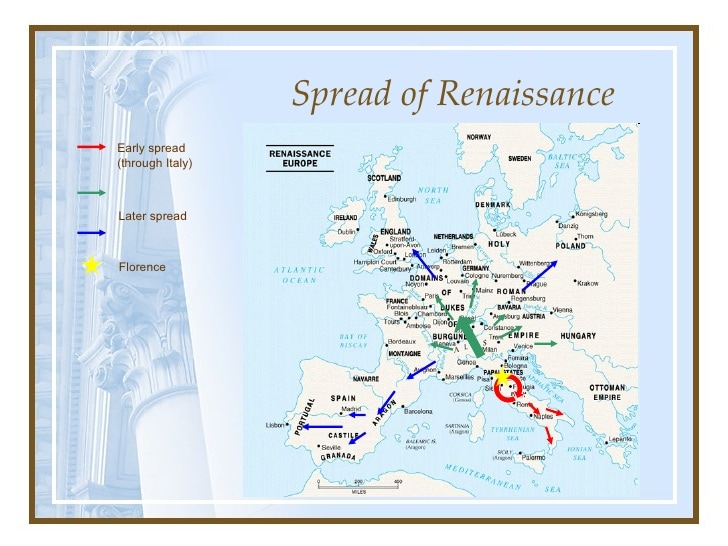 Spread of Renaissance
Early spread
(through Italy)
Later spread
Florence
RENAISSANCE
EUROPE
NORWAY
SWEDEN
BALTIC
SEA
SCOTLAND
Edinburgh
NORTH
SEA
DENMARK
Königsberg
Danzig
IRELAND
Dublin
WALES
ENGLAND
Stratford-
upon-Avon
Oxford
London
Hampton Court
Canterbury
NETHERLANDS
Leiden
Bremen
Rotterdam
Lübeck
HOLY
Thorn
POLAND
Wittenberg
ATLANTIC
OCEAN
GERMANY
Cologne
Nuremberg
Prague
Krakow
DOMAINS
Louvain
Noyon
OF
Mainz
ROMAN
Regensburg
FRANCE
Paris
Fontainebleau
DUKES
BAVARIA
Vienna
Blois
Chambord
Tours
Amboise
Dijon
OF
Augsburg
AUSTRIA
Constance
BURGUNDY
Geneva
EMPIRE
HUNGARY
BAY OF
BISCAY
Bordeaux
ALPS
Milan
Venice
MONTAIGNE
Genoa
Ferrara
Bologna
NAVARRE
Avignon
Marseilles
Pisa
PAPAL STATES
Perugia
OTTOMAN
EMPIRE
PORTUGAL
SPAIN
Madrid
ARAGON
Barcelona
CORSICA
(Genoa)
Rome
Naples
Lisbon
CASTILE
Seville
GRANADA
BALEARIC IS.
(Aragon)
SARDINIA
(Aragon)
TYRRHENIAN
SEA
SICILY
(Aragon)
Palermo
IONIAN
SEA
Lepanto
MEDITERRANEAN SEA
0 200 400
MILES